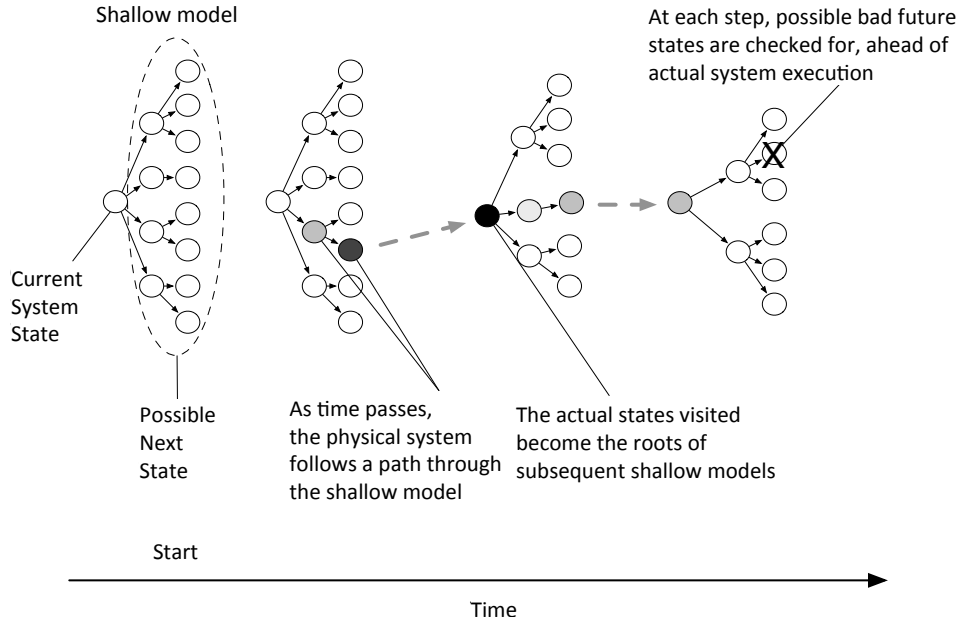 Shallow model
At each step, possible bad future
states are checked for, ahead of
actual system execution
X
Current
System
State
Possible
Next
State
As time passes,
the physical system
follows a path through
the shallow model
The actual states visited
become the roots of
subsequent shallow models
Start
Time